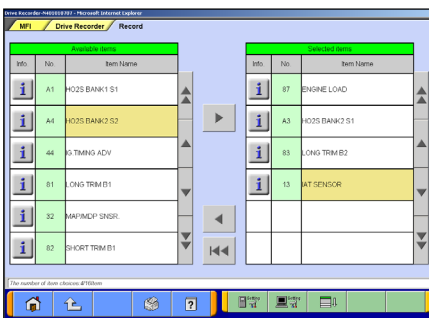 Drive Recorder-N401010707 - Microsoft Internet Explorer
MFI Drive Recorder Record
Available items
Info. No. Item Name
A1 HO2S BANK1 S1
A4 HO2S BANK2 S2
44 IG TIMING ADV
81 LONG TRIM B1
32 MAP/MDP SNSR.
82 SHORT TRIM B1
Selected items
Info. No. Item Name
87 ENGINE LOAD
A3 HO2S BANK2 S1
83 LONG TRIM B2
13 IAT SENSOR
The number of item choices 4/16Item
Setting Setting